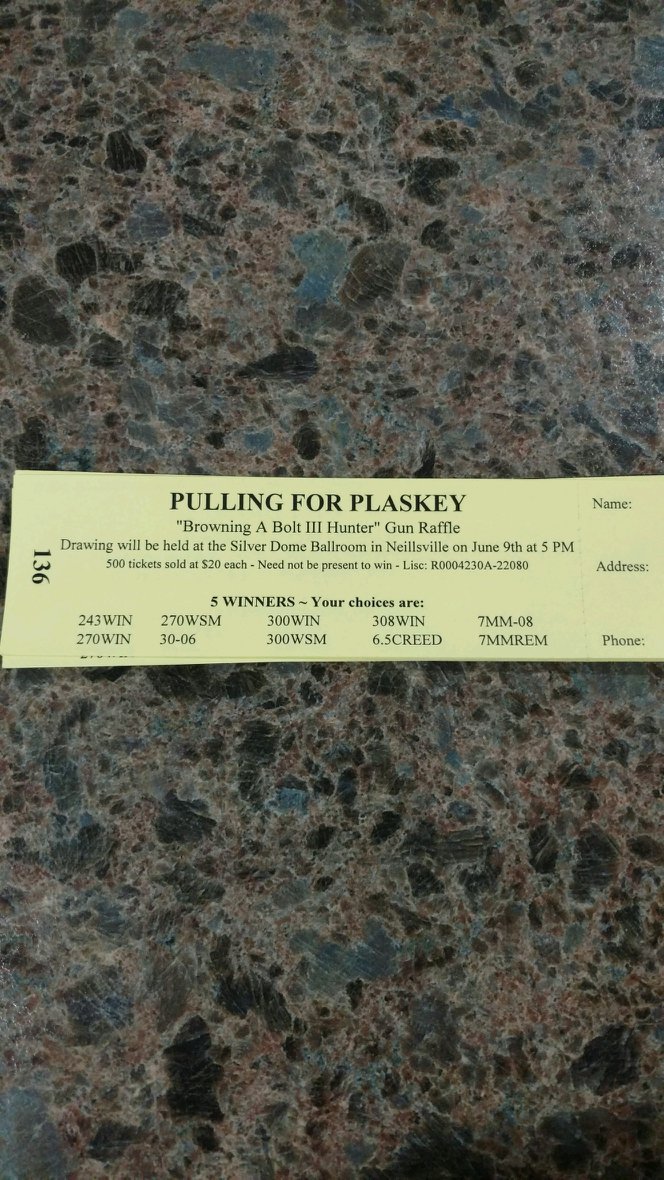 PULLING FOR PLASKEY
"Browning A Bolt III Hunter" Gun Raffle
Drawing will be held at the Silver Dome Ballroom in Neillsville on June 9th at 5 PM
500 tickets sold at $20 each - Need not be present to win - Lisc: R0004230A-22080
136
5 WINNERS ~ Your choices are:
243WIN 270WSM 300WIN 308WIN 7MM-08
270WIN 30-06 300WSM 6.5CREED 7MMREM
Name:
Address:
Phone: